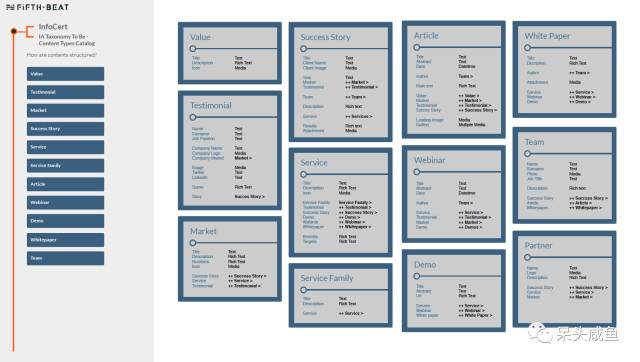 FiFTH-BEAT
InfoCert
IA Taxonomy To Be -
Content Types Catalog
How are contents structured?
Value
Testimonial
Market
Success Story
Service
Service family
Article
Webinar
Demo
Whitepaper
Team
Value
Title Text
Description Rich Text
Icon Media
Testimonial
Name Text
Surname Text
Job Position Text
Company Name Text
Company Logo Media
Company Market Market >
Image Media
Twitter Text
LinkedIn Text
Quote Rich Text
Story Success Story >
Market
Title Text
Description Rich Text
Numbers Rich Text
Icon Media
Success Story ++ Success Story >
Service ++ Service >
Testimonial ++ Testimonial >
Success Story
Title Text
Client Name Text
Client Image Media
Year Text
Market ++ Market >
Testimonial ++ Testimonial >
Team ++ Team >
Description Rich text
Service ++ Services >
Results Rich text
Attachment Media
Service
Title Text
Description Rich Text
Icon Media
Service Family Service Family >
Testimonial ++ Testimonial >
Success Story ++ Success Story >
Demo ++ Demo >
Webinar ++ Webinar >
Whitepaper ++ Whitepaper >
Benefits Rich Text
Targets Rich Text
Service Family
Title Text
Description Rich Text
Service ++ Service >
Article
Title Text
Abstract Text
Date Datetime
Author Team >
Main text Rich Text
Value ++ Value >
Market ++ Market >
Testimonial ++ Testimonial >
Success Story ++ Success Story >
Leading Image Media
Gallery Multiple Media
Webinar
Title Text
Abstract Text
Date Datetime
Author ++ Team >
Service ++ Service >
Testimonial ++ Testimonial >
Market ++ Market >
Demo ++ Demos >
Demo
Title Text
Abstract Text
Url Rich Text
Service ++ Service >
Webinar ++ Webinar >
White paper ++ White Paper >
White Paper
Title Text
Description Rich Text
Author ++ Team >
Attachment Media
Service ++ Service >
Webinar ++ Webinar >
Demo ++ Demo >
Team
Name Text
Surname Text
Photo Media
Job Title Text
Description Rich Text
Success Story ++ Success Story >
Article ++ Article >
Whitepaper ++ Whitepaper >
Partner
Name Text
Logo Media
Description Rich Text
Success Story ++ Success Story >
Service ++ Service >
Market ++ Market >
呆头咸鱼